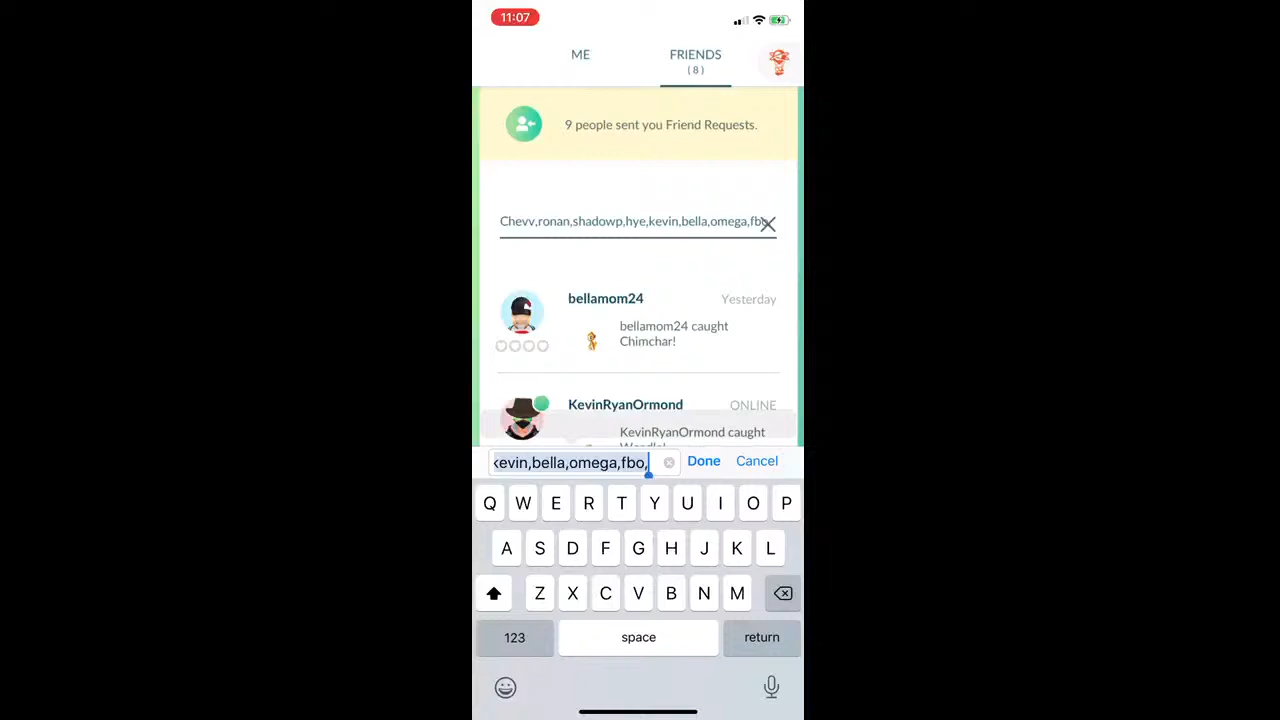 11:07
ME
FRIENDS
( 8 )
9 people sent you Friend Requests.
Chevv,ronan,shadowp,hye,kevin,bella,omega,fbo
bellamom24
Yesterday
bellamom24 caught
Chimchar!
KevinRyanOrmond
ONLINE
KevinRyanOrmond caught
kevin,bella,omega,fbo,
Done
Cancel
Q W E R T Y U I O P
A S D F G H J K L
Z X C V B N M
123
space
return